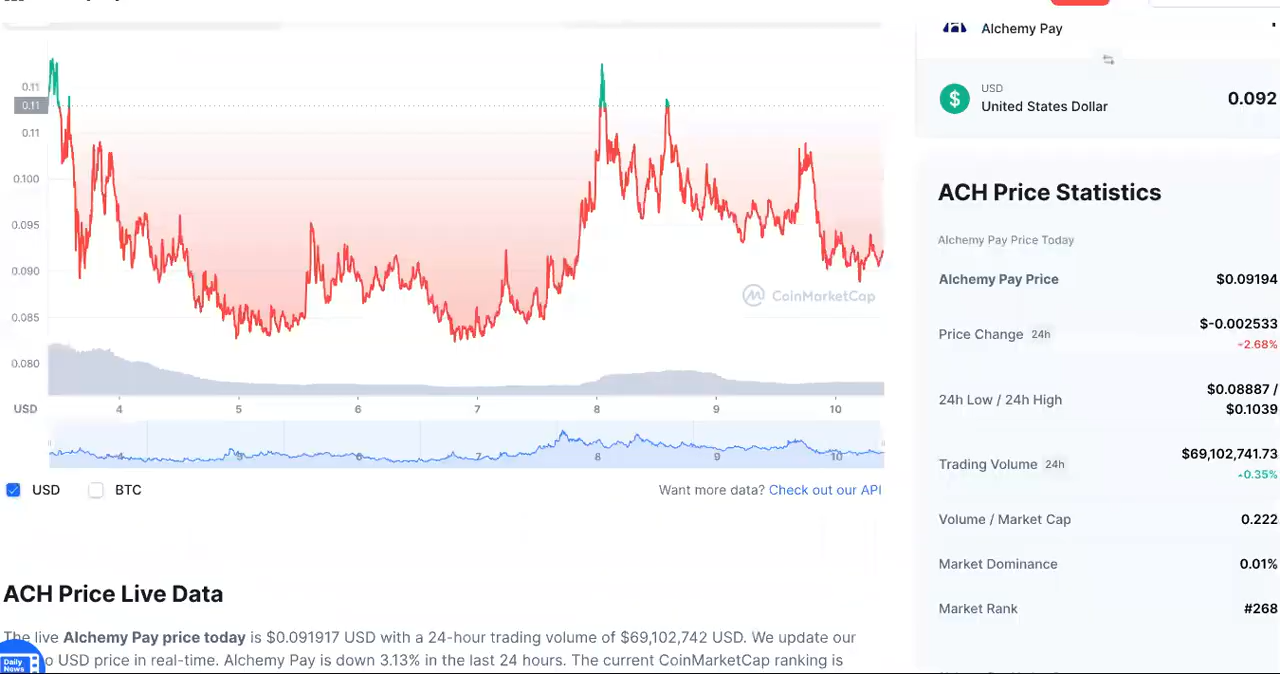 Alchemy Pay
USD
United States Dollar
0.092
0.11
0.11
0.11
0.100
0.095
0.090
0.085
0.080
USD
4
5
6
7
8
9
10
CoinMarketCap
4
5
6
7
8
9
10
USD
BTC
Want more data? Check out our API
ACH Price Statistics
Alchemy Pay Price Today
Alchemy Pay Price
$0.09194
Price Change 24h
$-0.002533
-2.68%
24h Low / 24h High
$0.08887 /
$0.1039
Trading Volume 24h
$69,102,741.73
0.35%
Volume / Market Cap
0.222
Market Dominance
0.01%
Market Rank
#268
ACH Price Live Data
The live Alchemy Pay price today is $0.091917 USD with a 24-hour trading volume of $69,102,742 USD. We update our
o USD price in real-time. Alchemy Pay is down 3.13% in the last 24 hours. The current CoinMarketCap ranking is
Daily
News